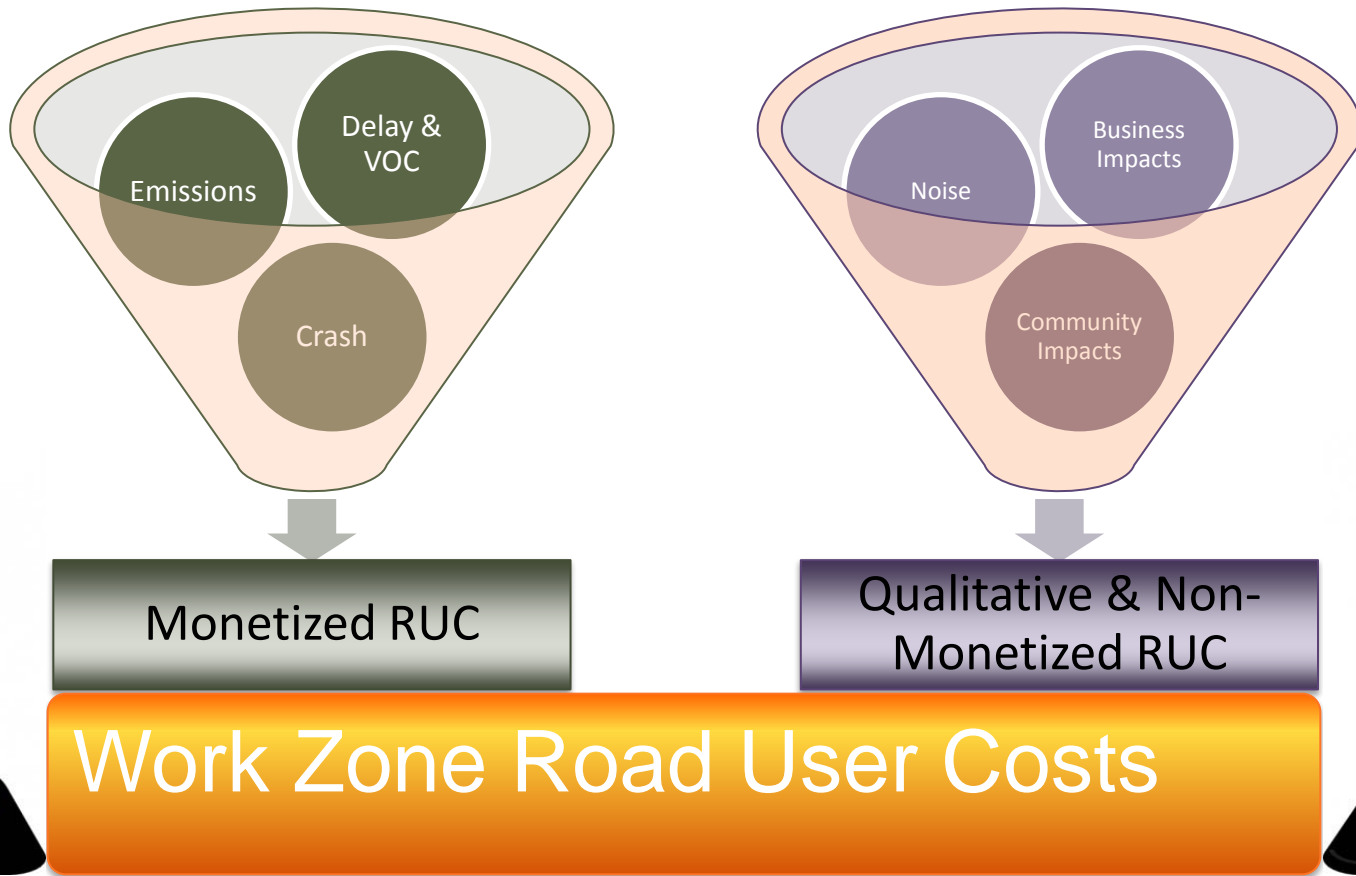 Emissions
Delay &
VOC
Crash
Monetized RUC
Noise
Business
Impacts
Community
Impacts
Qualitative & Non-
Monetized RUC
Work Zone Road User Costs